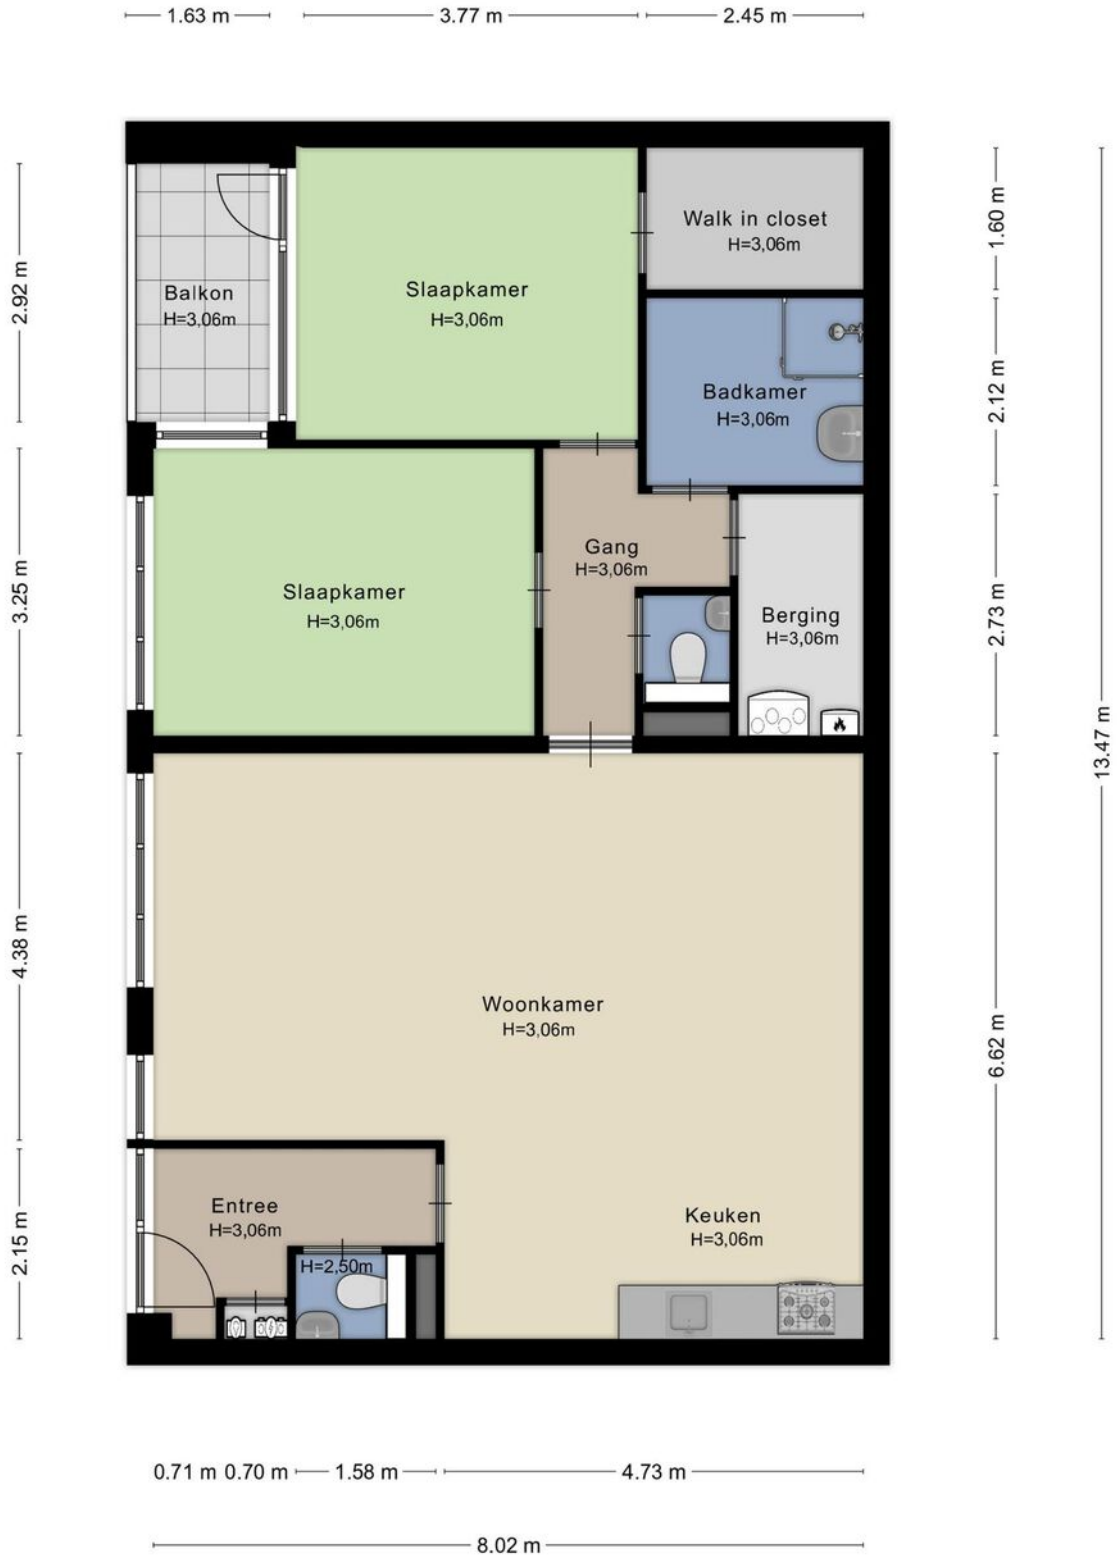 1.63 m
3.77 m
2.45 m
2.92 m
3.25 m
4.38 m
2.15 m
1.60 m
2.12 m
2.73 m
6.62 m
13.47 m
Walk in closet
H=3,06m
Slaapkamer
H=3,06m
Balkon
H=3,06m
Badkamer
H=3,06m
Gang
H=3,06m
Slaapkamer
H=3,06m
Berging
H=3,06m
Woonkamer
H=3,06m
Entree
H=3,06m
Keuken
H=3,06m
H=2,50m
0.71 m
0.70 m
1.58 m
4.73 m
8.02 m